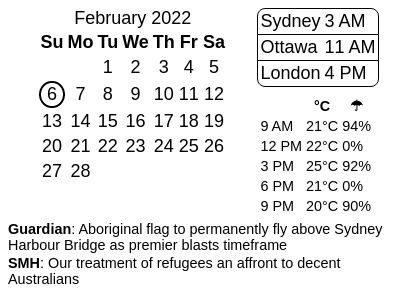 February 2022
Su Mo Tu We Th Fr Sa
1 2 3 4 5
6 7 8 9 10 11 12
13 14 15 16 17 18 19
20 21 22 23 24 25 26
27 28
Sydney 3 AM
Ottawa 11 AM
London 4 PM
°C ☂
9 AM 21°C 94%
12 PM 22°C 0%
3 PM 25°C 92%
6 PM 21°C 0%
9 PM 20°C 90%
Guardian: Aboriginal flag to permanently fly above Sydney
Harbour Bridge as premier blasts timeframe
SMH: Our treatment of refugees an affront to decent
Australians